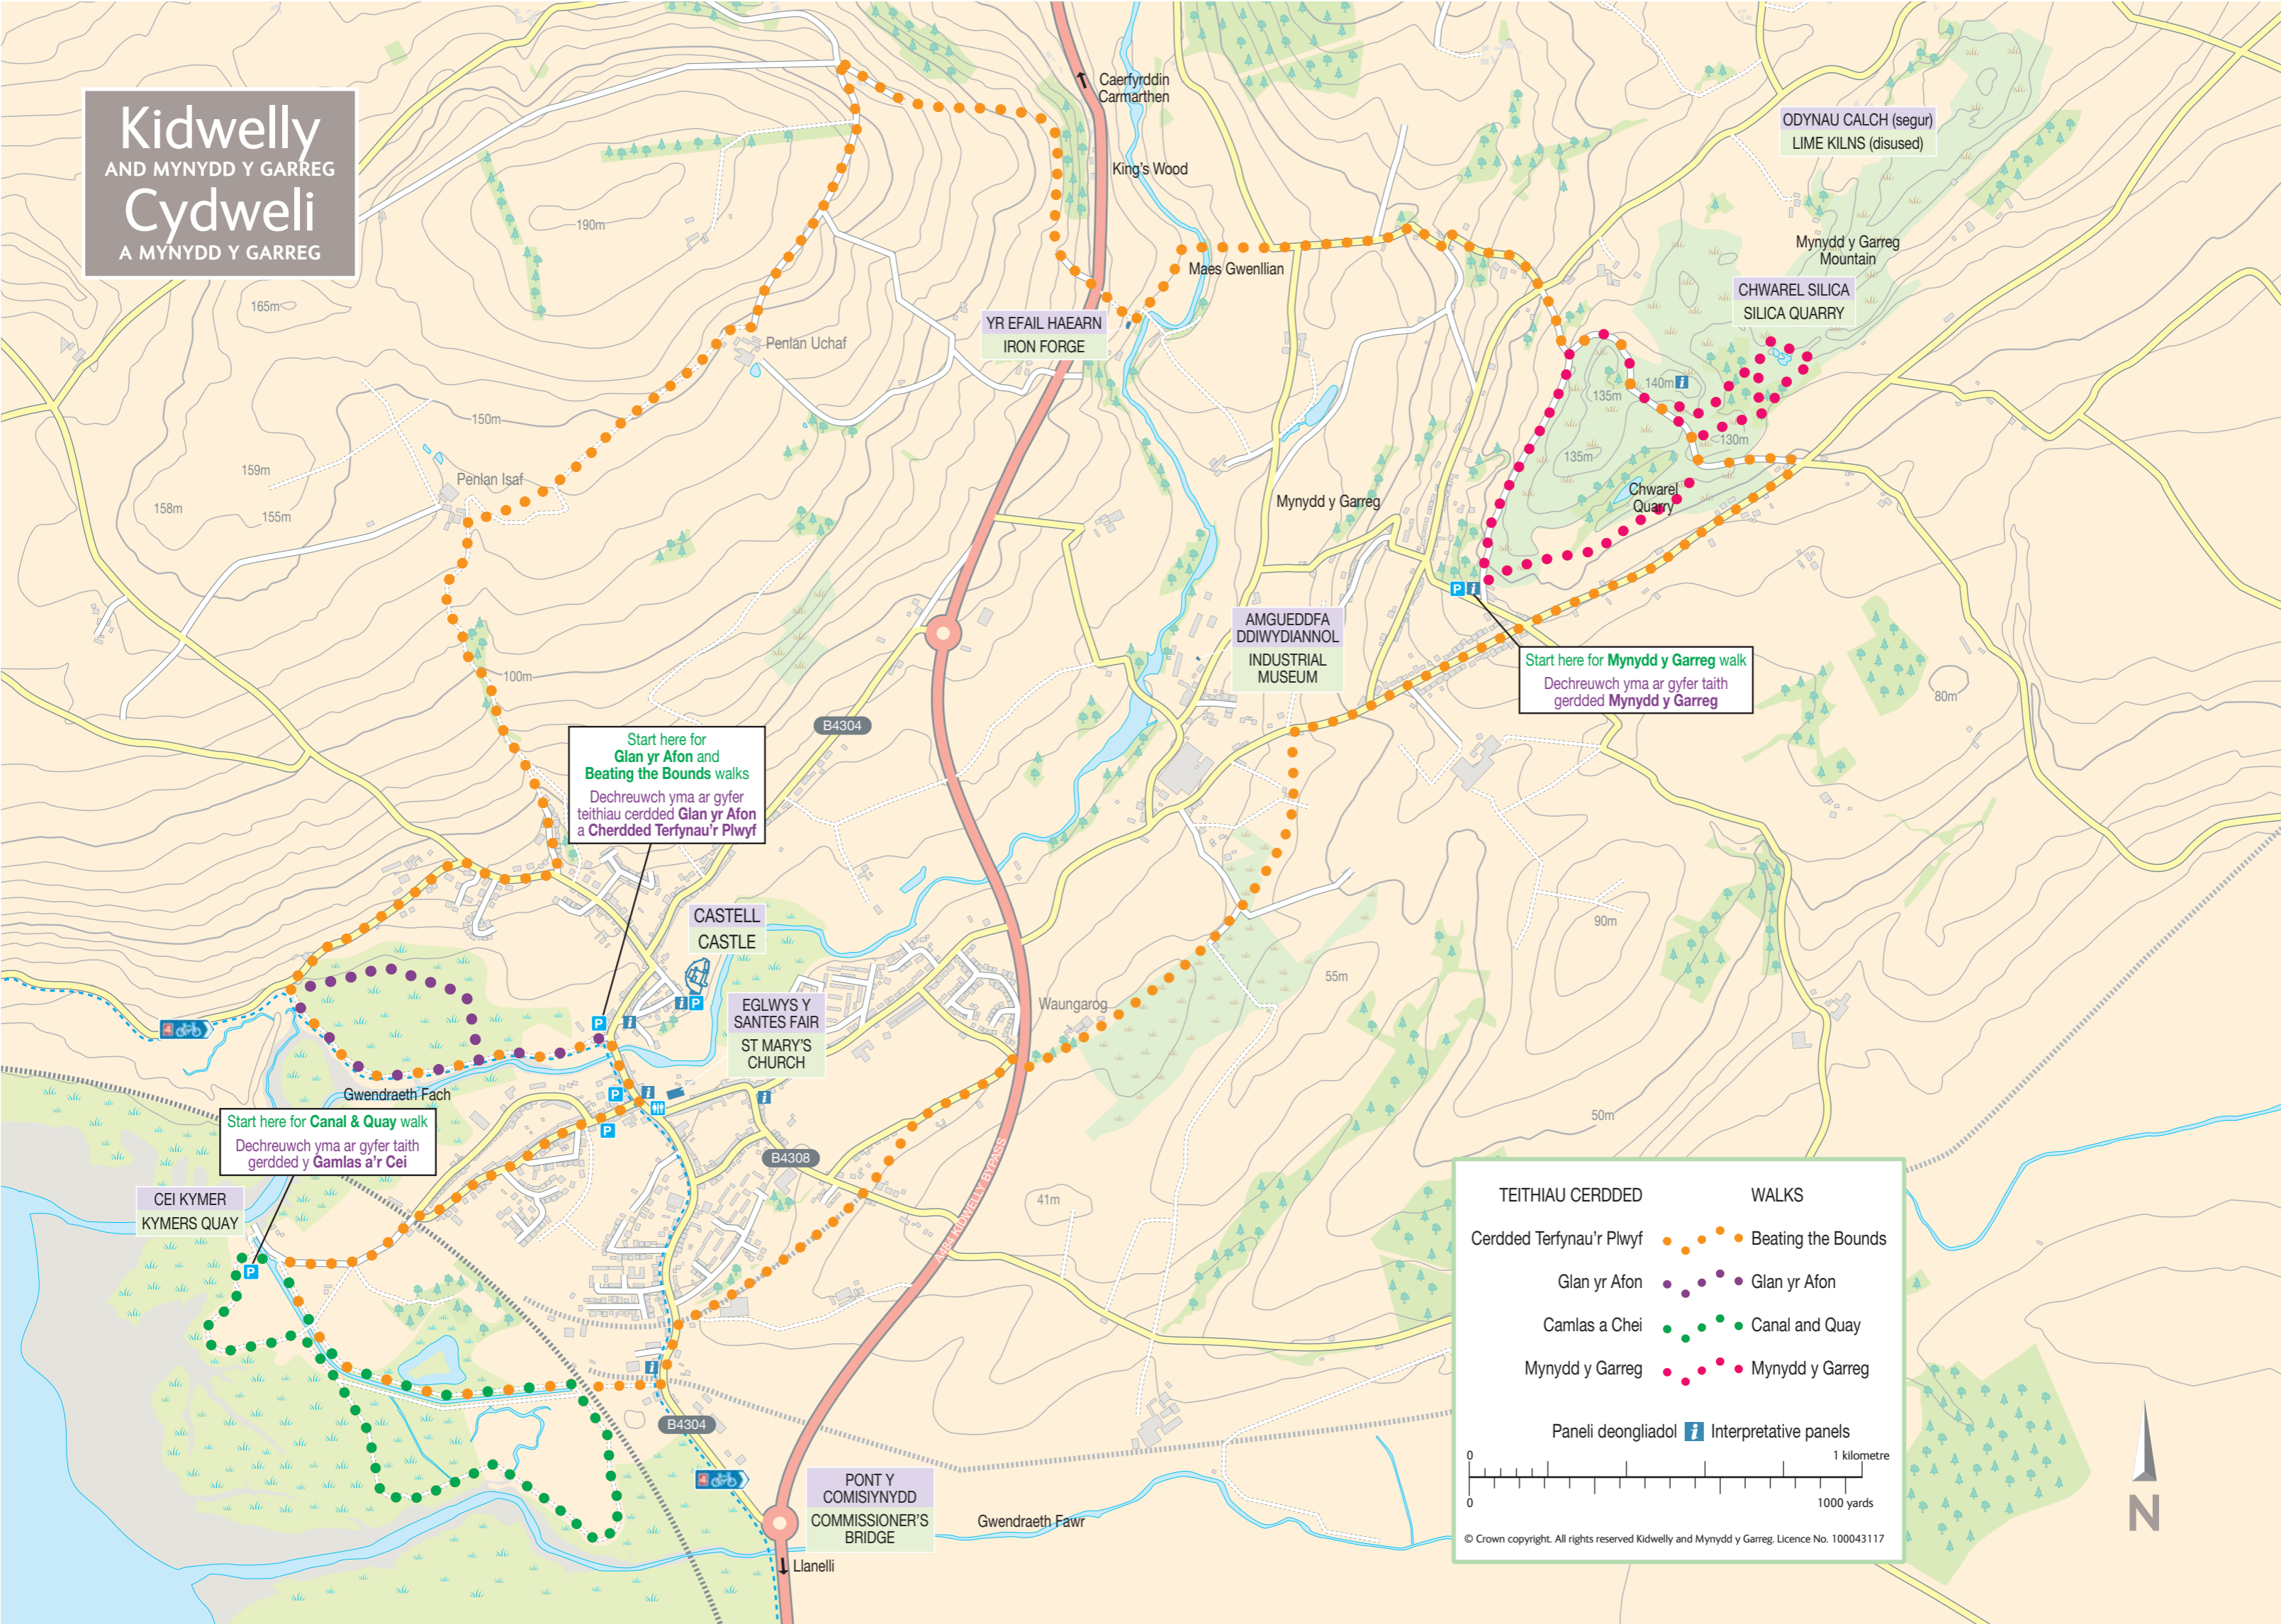 Kidwelly
AND MYNYDD Y GARREG
Cydweli
A MYNYDD Y GARREG
Caerfyrddin
Carmarthen
King's Wood
ODYNAU CALCH (segur)
LIME KILNS (disused)
190m
165m
Maes Gwenllian
Mynydd y Garreg
Mountain
CHWAREL SILICA
SILICA QUARRY
YR EFAIL HAEARN
IRON FORGE
Penlan Uchaf
140m
i
135m
150m
130m
135m
159m
Penlan Isaf
158m
155m
Mynydd y Garreg
Chwarel
Quarry
P i
AMGUEDDFA
DDIWYDIANNOL
INDUSTRIAL
MUSEUM
Start here for Mynydd y Garreg walk
Dechreuwch yma ar gyfer taith
gerdded Mynydd y Garreg
100m
80m
B4304
Start here for
Glan yr Afon and
Beating the Bounds walks
Dechreuwch yma ar gyfer
teithiau cerdded Glan yr Afon
a Cherdded Terfynau'r Plwyf
CASTELL
CASTLE
90m
55m
i P
Waungarog
EGLWYS Y
SANTES FAIR
ST MARY'S
CHURCH
4
P
i
Gwendraeth Fach
P
i
i
P
50m
Start here for Canal & Quay walk
Dechreuwch yma ar gyfer taith
gerdded y Gamlas a'r Cei
B4308
A484 KIDWELLY BYPASS
CEI KYMER
KYMERS QUAY
41m
P
i
B4304
4
PONT Y
COMISIYNYDD
COMMISSIONER'S
BRIDGE
Gwendraeth Fawr
Llanelli
TEITHIAU CERDDED
WALKS
Cerdded Terfynau'r Plwyf
Beating the Bounds
Glan yr Afon
Glan yr Afon
Camlas a Chei
Canal and Quay
Mynydd y Garreg
Mynydd y Garreg
Paneli deongliadol i Interpretative panels
0
1 kilometre
0
1000 yards
© Crown copyright. All rights reserved Kidwelly and Mynydd y Garreg. Licence No. 100043117
N